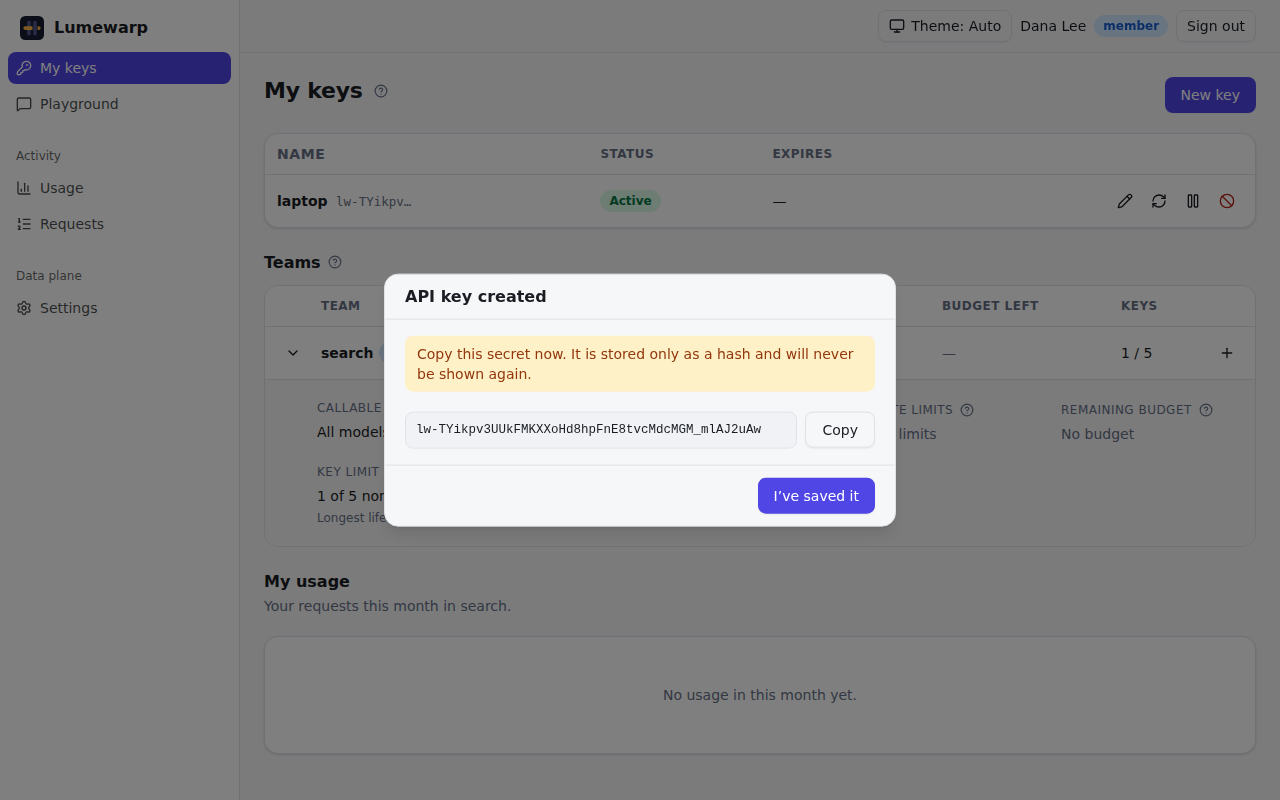 Lumewarp
My keys
Playground
Activity
Usage
Requests
Data plane
Settings
Theme: Auto
Dana Lee
member
Sign out
My keys
New key
NAME STATUS EXPIRES
laptop lw-TYikpv… Active —
Teams
TEAM BUDGET LEFT KEYS
search — 1 / 5
CALLABLE LIMITS REMAINING BUDGET
All limits No budget
KEY LIMIT
1 of 5
Longest
API key created
Copy this secret now. It is stored only as a hash and will never
be shown again.
lw-TYikpv3UUkFMKXXoHd8hpFnE8tvcMdcMGM_mlAJ2uAw
Copy
I’ve saved it
My usage
Your requests this month in search.
No usage in this month yet.